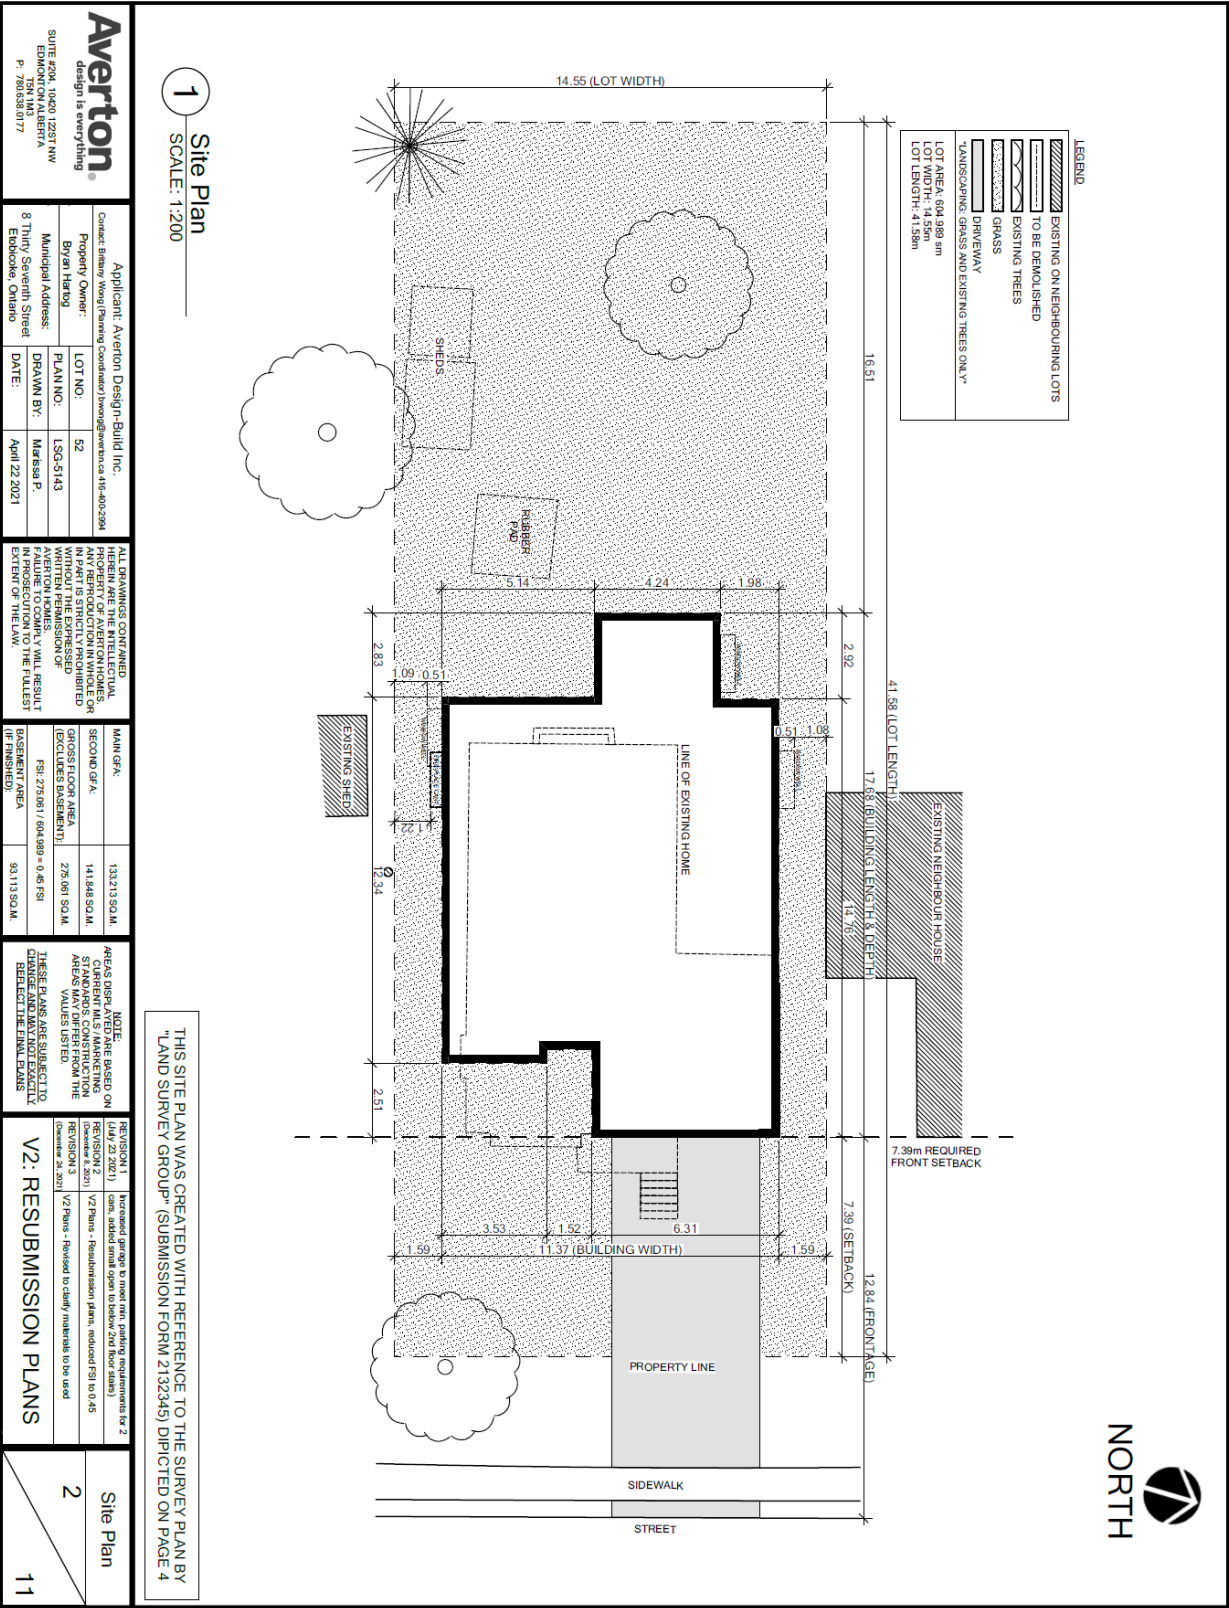 LEGEND
EXISTING ON NEIGHBOURING LOTS
TO BE DEMOLISHED
EXISTING TREES
GRASS
DRIVEWAY
*LANDSCAPING: GRASS AND EXISTING TREES ONLY*
LOT AREA: 604.989 sm
LOT WIDTH: 14.55m
LOT LENGTH: 41.58m
NORTH
14.55 (LOT WIDTH)
16.51
41.58 (LOT LENGTH)
17.68 (BUILDING LENGTH & DEPTH)
2.92
14.76
7.39 (SETBACK)
12.84 (FRONTAGE)
EXISTING NEIGHBOUR HOUSE
7.39m REQUIRED
FRONT SETBACK
SHEDS
RUBBER
PAD
5.14
4.24
1.98
2.83
1.09
0.51
0.51
1.08
LINE OF EXISTING HOME
EXISTING SHED
1.22
12.34
2.51
3.53
1.52
6.31
1.59
11.37 (BUILDING WIDTH)
1.59
PROPERTY LINE
SIDEWALK
STREET
1
Site Plan
SCALE: 1:200
THIS SITE PLAN WAS CREATED WITH REFERENCE TO THE SURVEY PLAN BY
"LAND SURVEY GROUP" (SUBMISSION FORM 2132345) DIPICTED ON PAGE 4
Averton.
design is everything
SUITE #204, 10420 122ST NW
EDMONTON ALBERTA
T5N 1M3
P: 780.638.0177
Applicant: Averton Design-Build Inc.
Contact: Brittany Wong (Planning Coordinator) bwong@averton.ca 416-400-2994
Property Owner:
Bryan Hartog
Municipal Address:
8 Thirty Seventh Street
Etobicoke, Ontario
LOT NO: 52
PLAN NO: LSG-5143
DRAWN BY: Marissa P.
DATE: April 22 2021
ALL DRAWINGS CONTAINED
HEREIN ARE THE INTELLECTUAL
PROPERTY OF AVERTON HOMES.
ANY REPRODUCTION IN WHOLE OR
IN PART IS STRICTLY PROHIBITED
WITHOUT THE EXPRESSED
WRITTEN PERMISSION OF
AVERTON HOMES.
FAILURE TO COMPLY WILL RESULT
IN PROSECUTION TO THE FULLEST
EXTENT OF THE LAW.
MAIN GFA: 133.213 SQ.M.
SECOND GFA: 141.848 SQ.M.
GROSS FLOOR AREA
(EXCLUDES BASEMENT): 275.061 SQ.M.
FSI: 275.061 / 604.989 = 0.45 FSI
BASEMENT AREA
(IF FINISHED): 93.113 SQ.M.
NOTE:
AREAS DISPLAYED ARE BASED ON
CURRENT MLS / MARKETING
STANDARDS. CONSTRUCTION
AREAS MAY DIFFER FROM THE
VALUES LISTED.
THESE PLANS ARE SUBJECT TO
CHANGE AND MAY NOT EXACTLY
REFLECT THE FINAL PLANS
REVISION 1
(July 23 2021)
Increased garage to meet min. parking requirements for 2
cars, added small open to below 2nd floor stairs)
REVISION 2
(December 8, 2021)
V2 Plans - Resubmission plans, reduced FSI to 0.45
REVISION 3
(December 24, 2021)
V2 Plans - Revised to clarify materials to be used
V2: RESUBMISSION PLANS
Site Plan
2
11